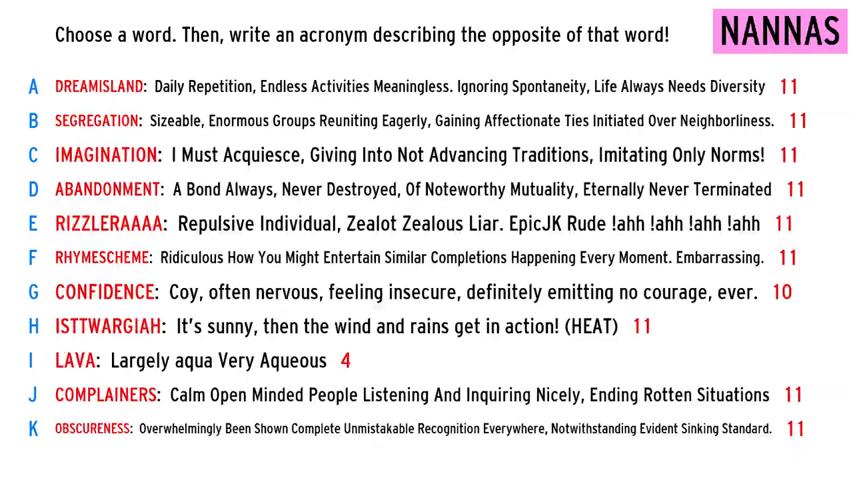 Choose a word. Then, write an acronym describing the opposite of that word!
NANNAS
A DREAMISLAND: Daily Repetition, Endless Activities Meaningless. Ignoring Spontaneity, Life Always Needs Diversity 11
B SEGREGATION: Sizeable, Enormous Groups Reuniting Eagerly, Gaining Affectionate Ties Initiated Over Neighborliness. 11
C IMAGINATION: I Must Acquiesce, Giving Into Not Advancing Traditions, Imitating Only Norms! 11
D ABANDONMENT: A Bond Always, Never Destroyed, Of Noteworthy Mutuality, Eternally Never Terminated 11
E RIZZLERAAAA: Repulsive Individual, Zealot Zealous Liar. EpicJK Rude !ahh !ahh !ahh !ahh 11
F RHYMESCHEME: Ridiculous How You Might Entertain Similar Completions Happening Every Moment. Embarrassing. 11
G CONFIDENCE: Coy, often nervous, feeling insecure, definitely emitting no courage, ever. 10
H ISTTWARGIAH: It's sunny, then the wind and rains get in action! (HEAT) 11
I LAVA: Largely aqua Very Aqueous 4
J COMPLAINERS: Calm Open Minded People Listening And Inquiring Nicely, Ending Rotten Situations 11
K OBSCURENESS: Overwhelmingly Been Shown Complete Unmistakable Recognition Everywhere, Notwithstanding Evident Sinking Standard. 11